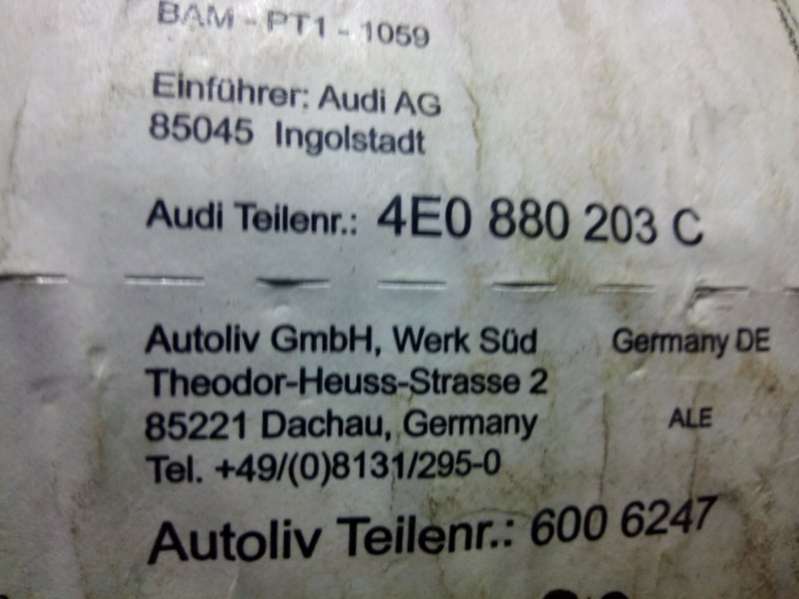 BAM - PT1 - 1059
Einführer: Audi AG
85045 Ingolstadt
Audi Teilenr.: 4E0 880 203 C
Autoliv GmbH, Werk Süd Germany DE
Theodor-Heuss-Strasse 2
85221 Dachau, Germany ALE
Tel. +49/(0)8131/295-0
Autoliv Teilenr.: 600 6247